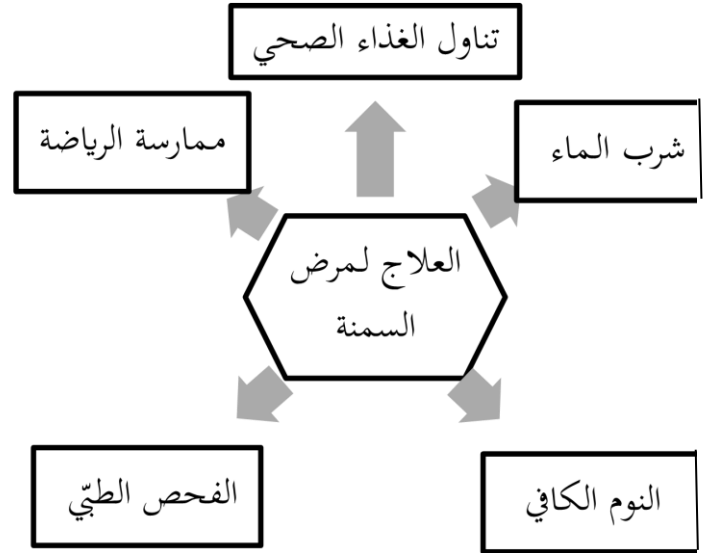 تناول الغذاء الصحي
شرب الماء
ممارسة الرياضة
العلاج لمرض
السمنة
النوم الكافي
الفحص الطبّي